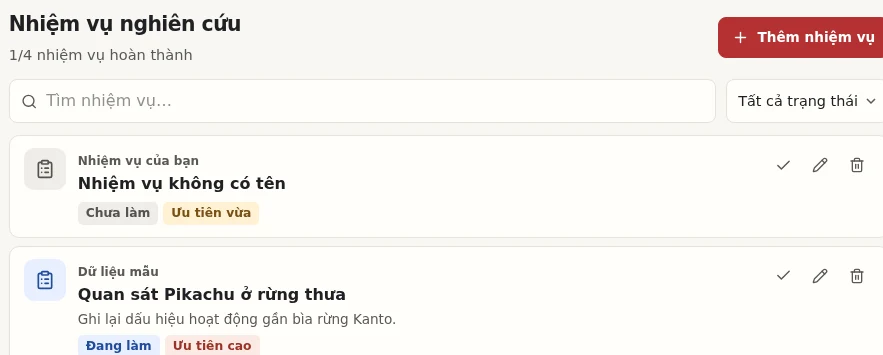 Nhiệm vụ nghiên cứu
1/4 nhiệm vụ hoàn thành
Thêm nhiệm vụ
Tìm nhiệm vụ...
Tất cả trạng thái
Nhiệm vụ của bạn
Nhiệm vụ không có tên
Chưa làm Ưu tiên vừa
Dữ liệu mẫu
Quan sát Pikachu ở rừng thưa
Ghi lại dấu hiệu hoạt động gần bìa rừng Kanto.
Đang làm Ưu tiên cao